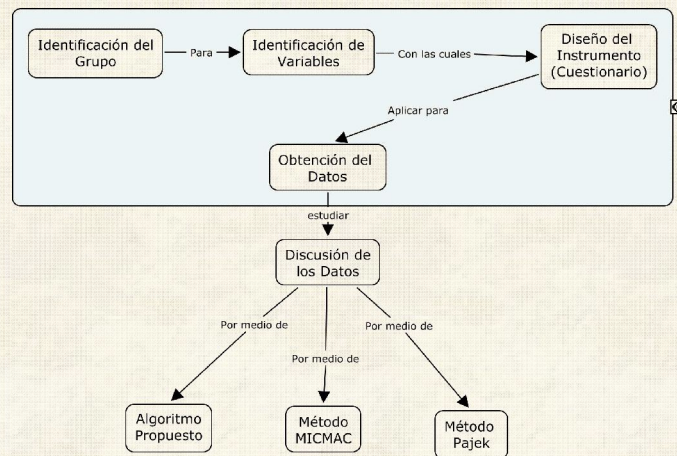 Identificación del
Grupo
Para
Identificación de
Variables
Con las cuales
Diseño del
Instrumento
(Cuestionario)
Aplicar para
Obtención del
Datos
estudiar
Discusión de
los Datos
Por medio de
Por medio de
Por medio de
Algoritmo
Propuesto
Método
MICMAC
Método
Pajek